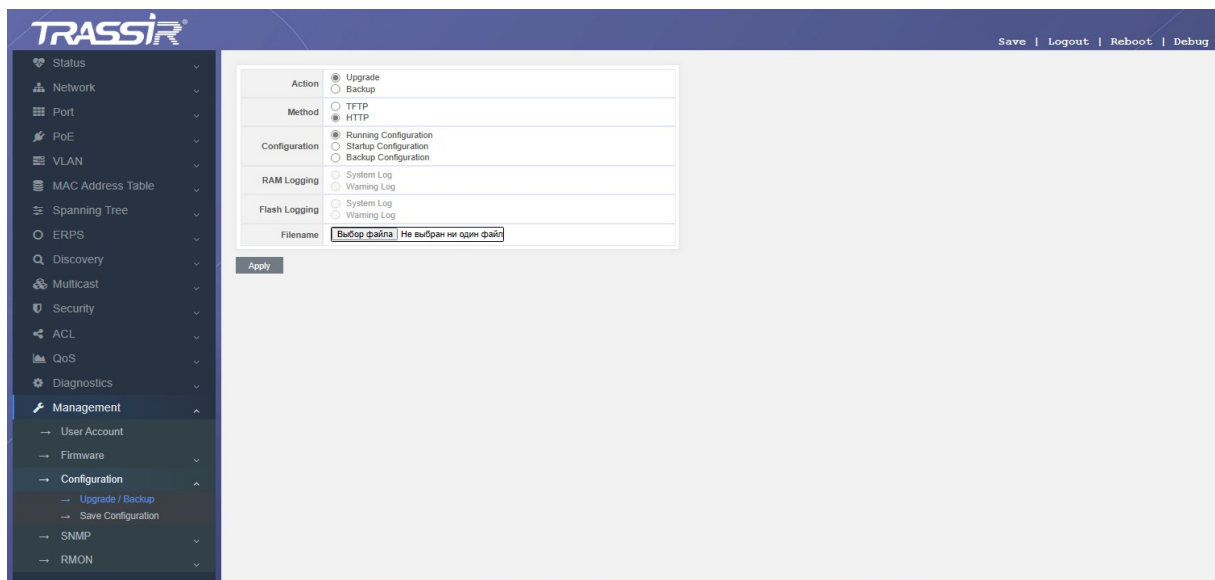 TRASSIR
Save | Logout | Reboot | Debug
Status
Network
Port
PoE
VLAN
MAC Address Table
Spanning Tree
ERPS
Discovery
Multicast
Security
ACL
QoS
Diagnostics
Management
→ User Account
→ Firmware
→ Configuration
→ Upgrade / Backup
→ Save Configuration
→ SNMP
→ RMON
Action
Upgrade
Backup
Method
TFTP
HTTP
Configuration
Running Configuration
Startup Configuration
Backup Configuration
RAM Logging
System Log
Warning Log
Flash Logging
System Log
Warning Log
Filename
Выбор файла Не выбран ни один файл
Apply